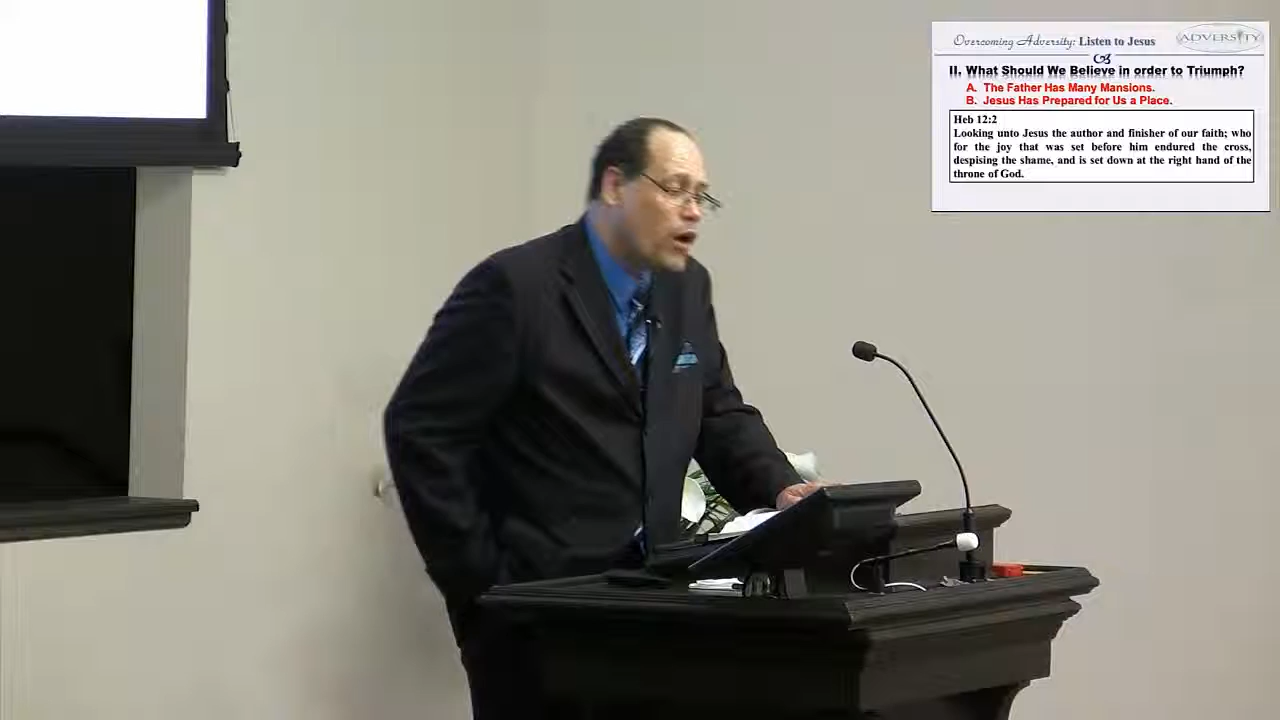 Overcoming Adversity: Listen to Jesus
ADVERSITY
II. What Should We Believe in order to Triumph?
A. The Father Has Many Mansions.
B. Jesus Has Prepared for Us a Place.
Heb 12:2
Looking unto Jesus the author and finisher of our faith; who
for the joy that was set before him endured the cross,
despising the shame, and is set down at the right hand of the
throne of God.